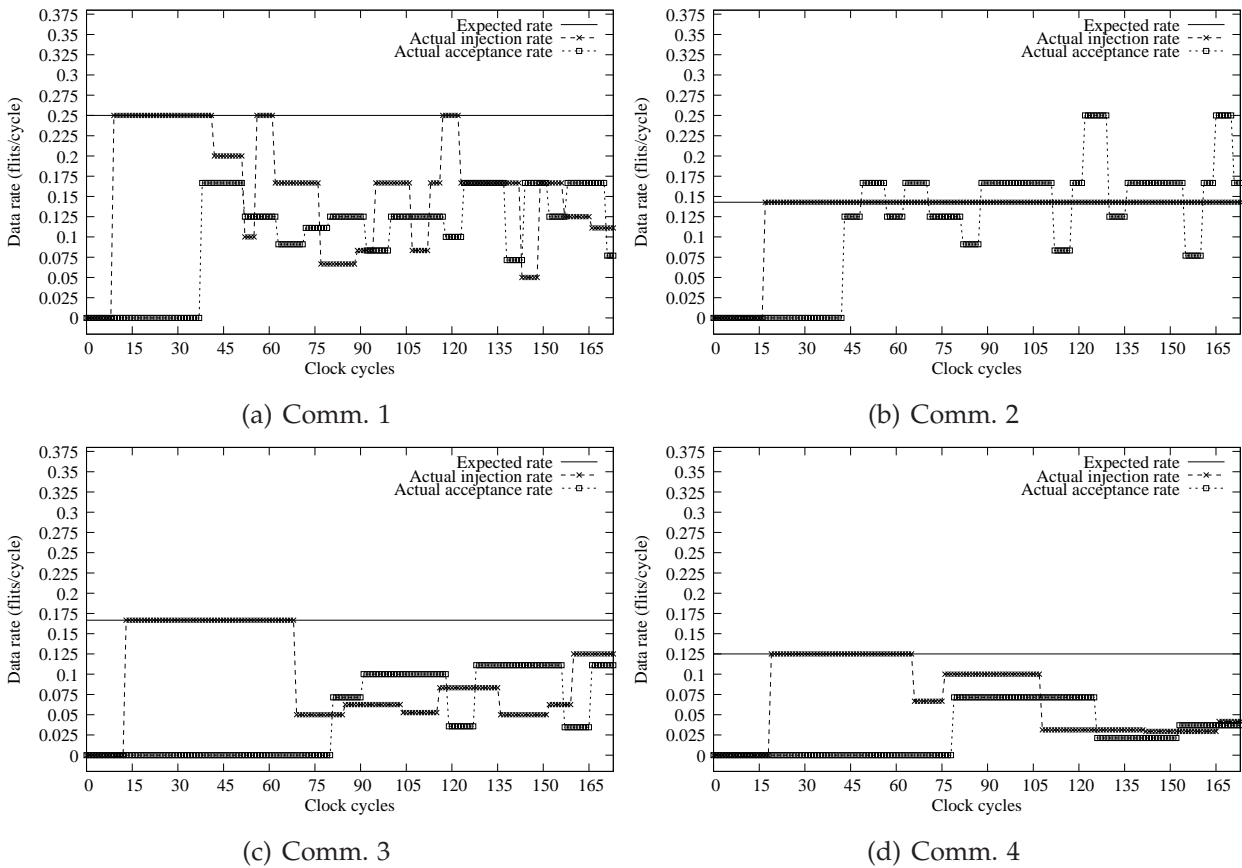 0.375
0.35
0.325
0.3
0.275
0.25
0.225
0.2
0.175
0.15
0.125
0.1
0.075
0.05
0.025
0
Data rate (flits/cycle)
Expected rate
Actual injection rate
Actual acceptance rate
0 15 30 45 60 75 90 105 120 135 150 165
Clock cycles
(a) Comm. 1
0.375
0.35
0.325
0.3
0.275
0.25
0.225
0.2
0.175
0.15
0.125
0.1
0.075
0.05
0.025
0
Data rate (flits/cycle)
Expected rate
Actual injection rate
Actual acceptance rate
0 15 30 45 60 75 90 105 120 135 150 165
Clock cycles
(b) Comm. 2
0.375
0.35
0.325
0.3
0.275
0.25
0.225
0.2
0.175
0.15
0.125
0.1
0.075
0.05
0.025
0
Data rate (flits/cycle)
Expected rate
Actual injection rate
Actual acceptance rate
0 15 30 45 60 75 90 105 120 135 150 165
Clock cycles
(c) Comm. 3
0.375
0.35
0.325
0.3
0.275
0.25
0.225
0.2
0.175
0.15
0.125
0.1
0.075
0.05
0.025
0
Data rate (flits/cycle)
Expected rate
Actual injection rate
Actual acceptance rate
0 15 30 45 60 75 90 105 120 135 150 165
Clock cycles
(d) Comm. 4